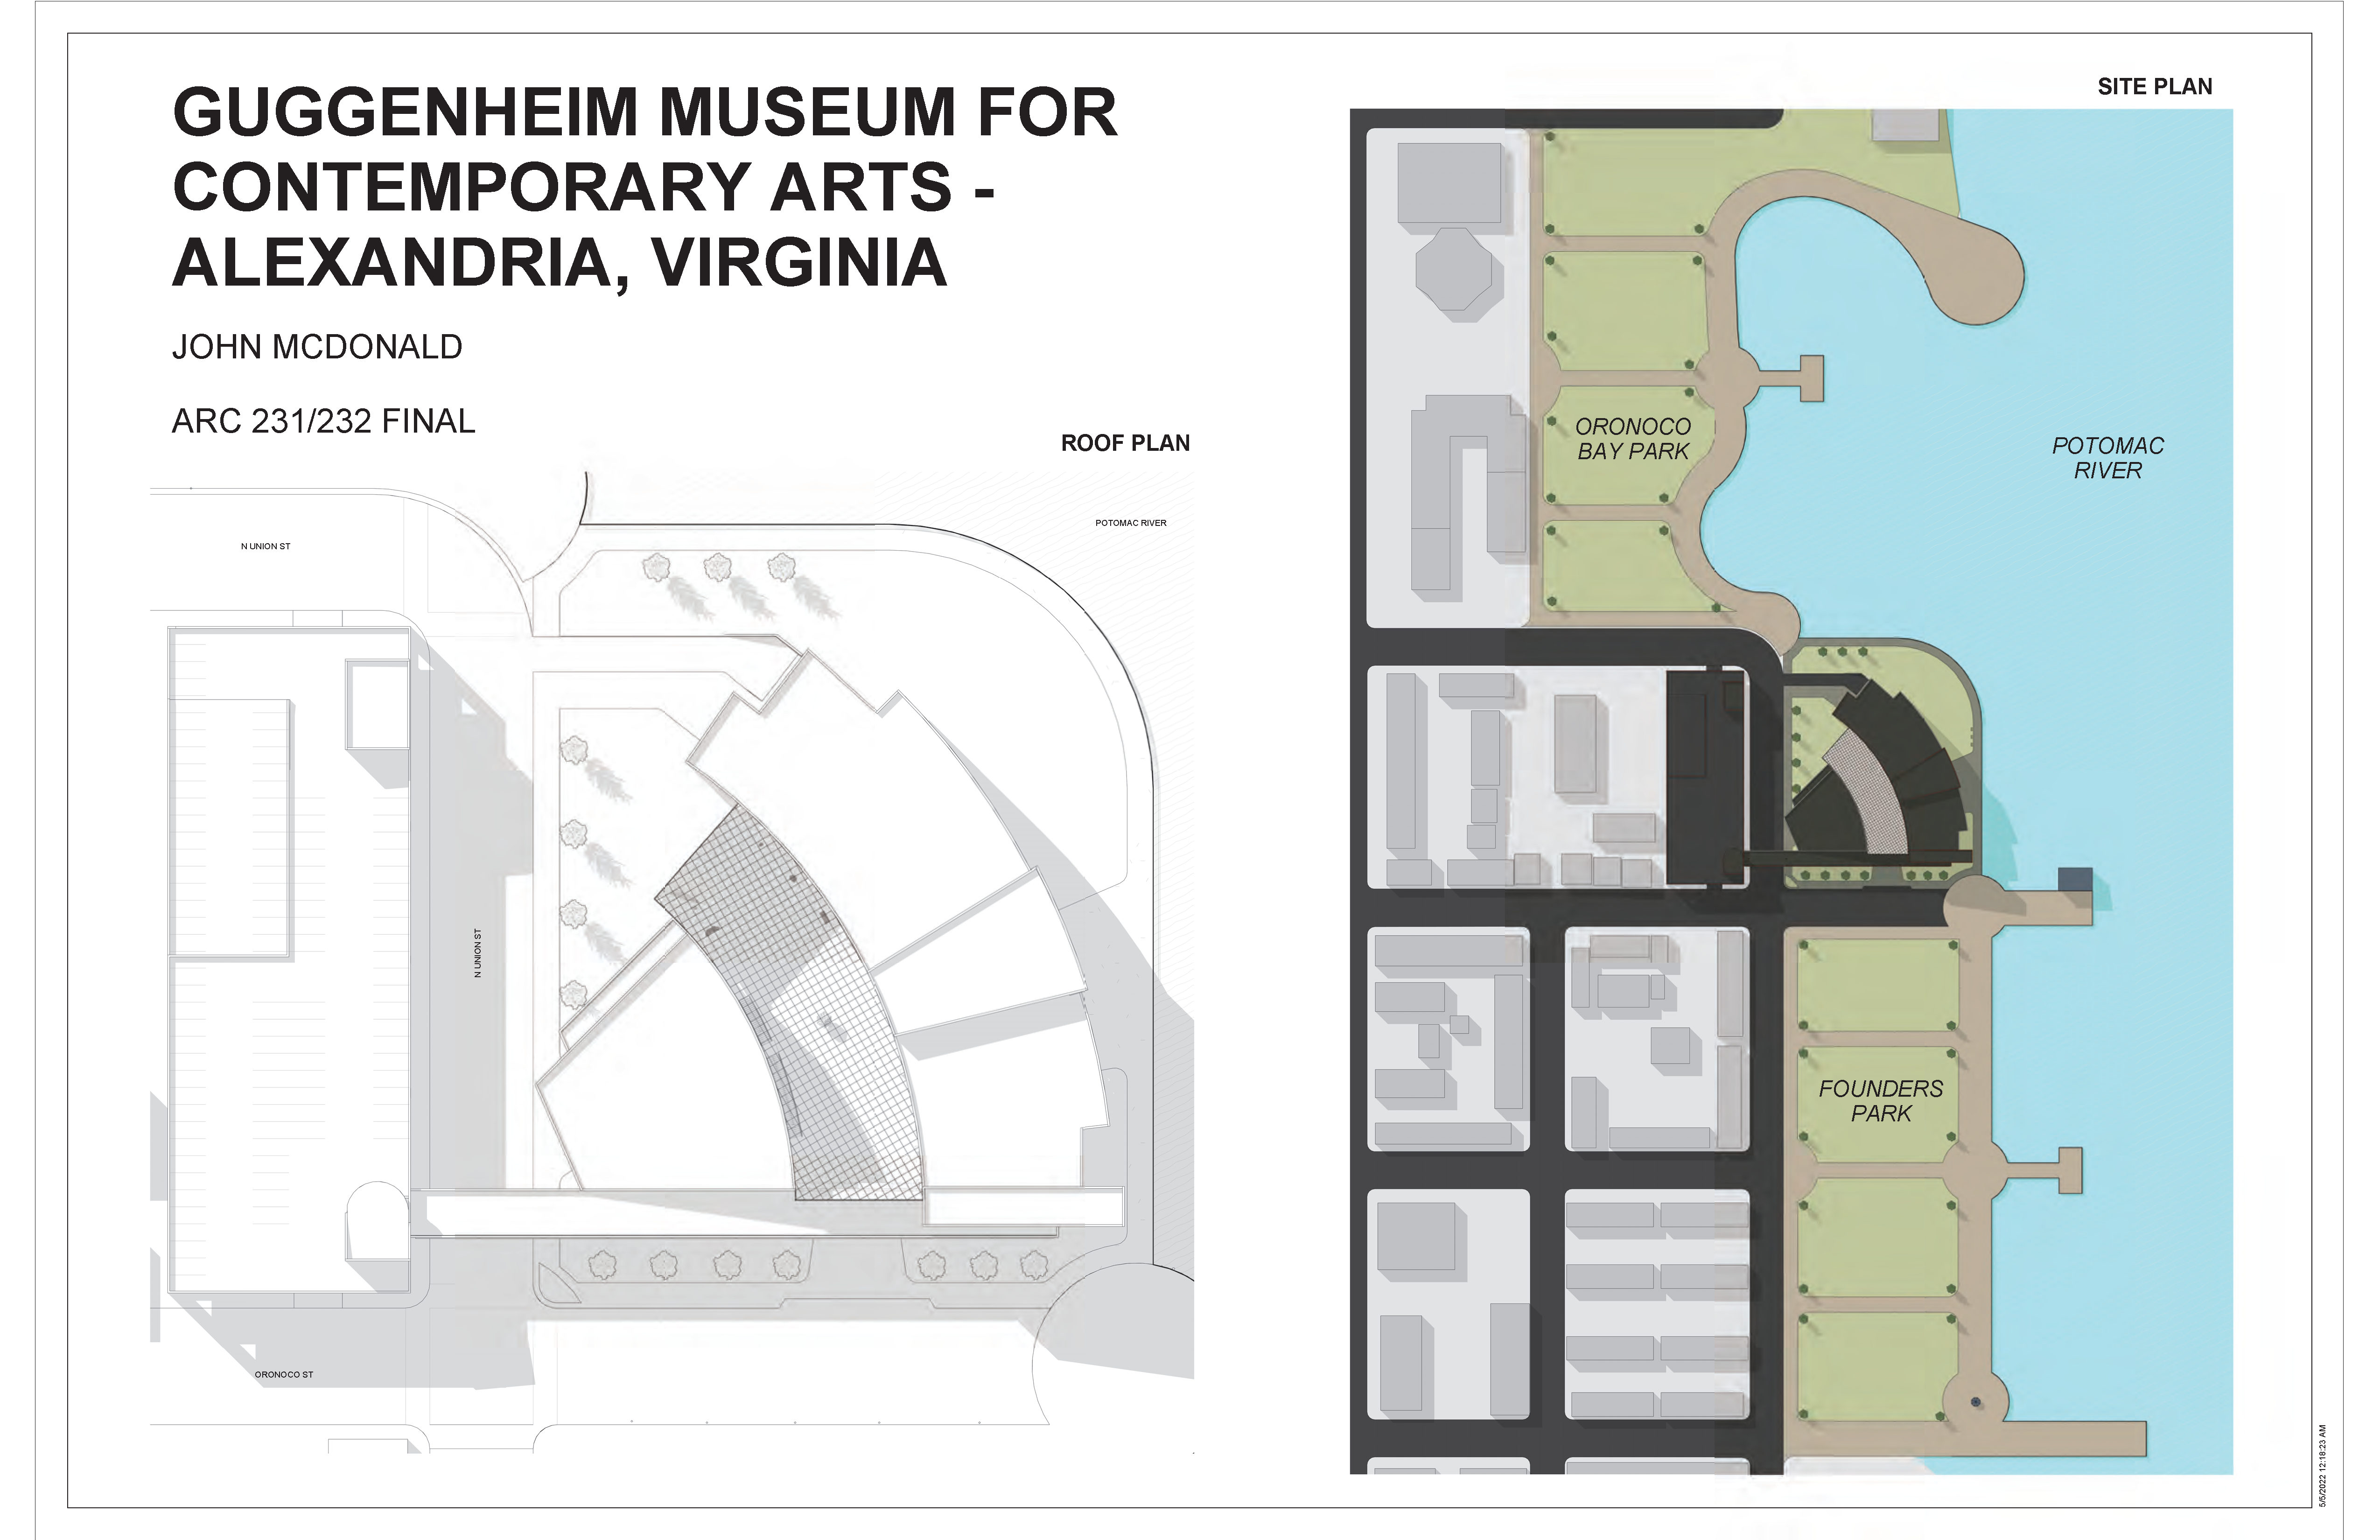 GUGGENHEIM MUSEUM FOR
CONTEMPORARY ARTS -
ALEXANDRIA, VIRGINIA
JOHN MCDONALD
ARC 231/232 FINAL
ROOF PLAN
N UNION ST
POTOMAC RIVER
N UNION ST
ORONOCO ST
SITE PLAN
ORONOCO
BAY PARK
POTOMAC
RIVER
FOUNDERS
PARK
5/5/2022 12:18:23 AM